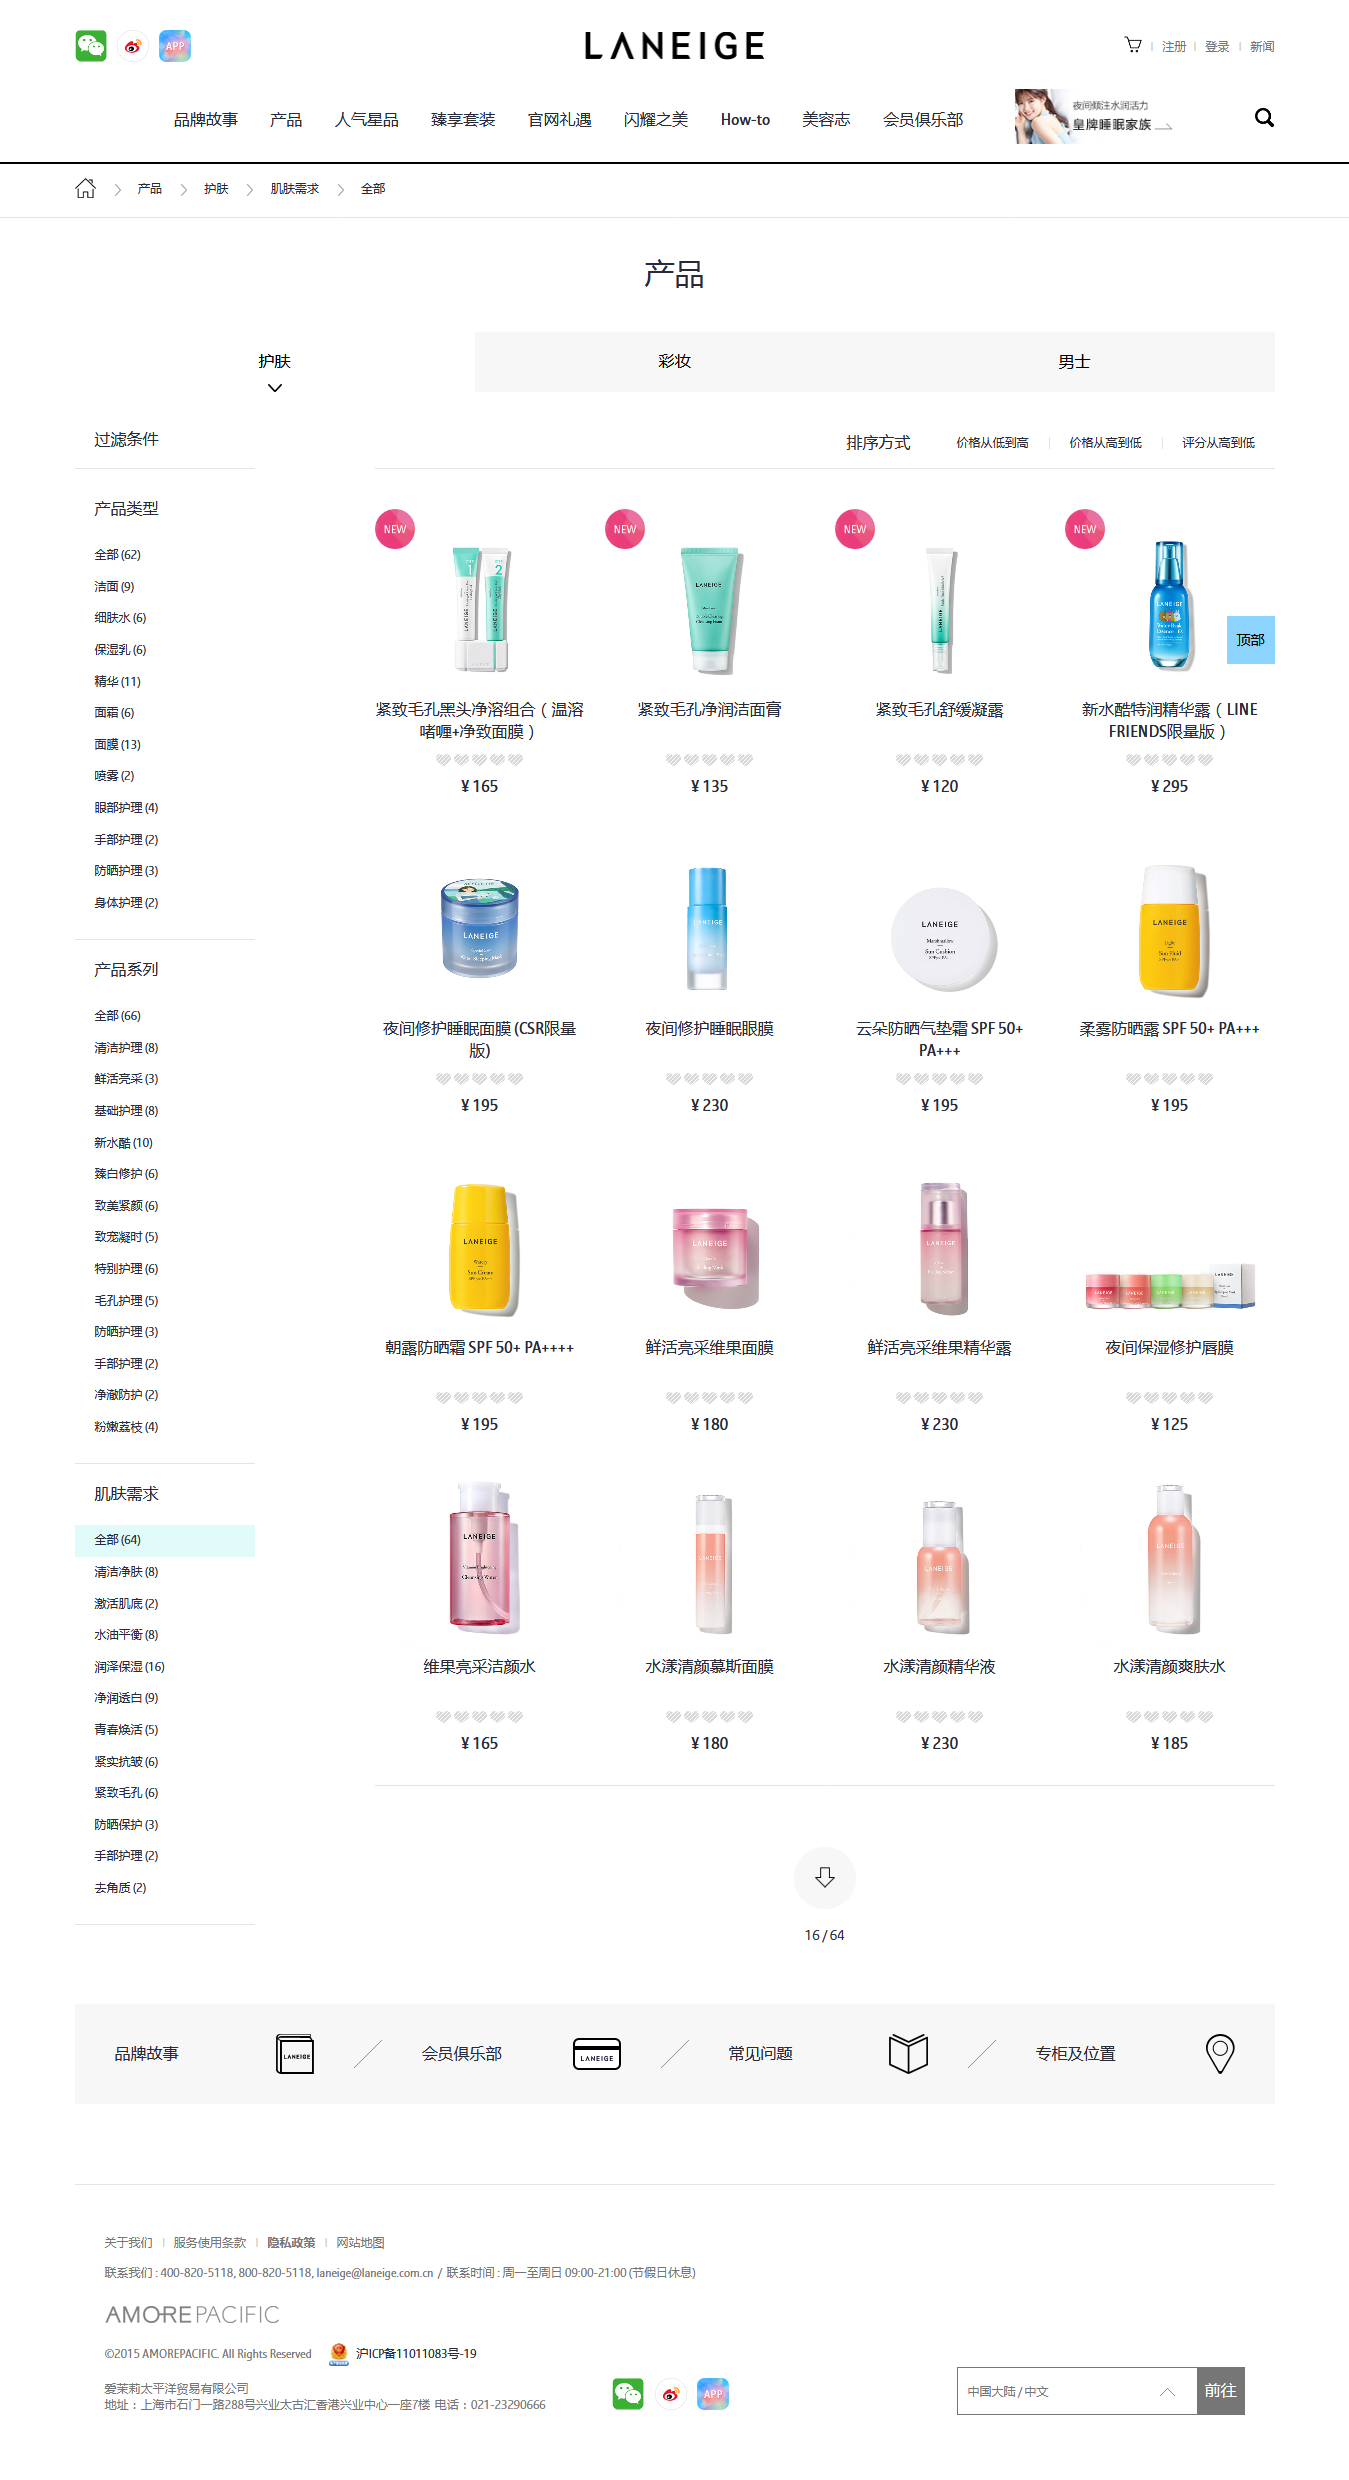 APP
LANEIGE
注册
登录
新闻
品牌故事
产品
人气星品
臻享套装
官网礼遇
闪耀之美
How-to
美容志
会员俱乐部
夜间倾注水润活力
皇牌睡眠家族
产品
护肤
肌肤需求
全部
产品
护肤
彩妆
男士
过滤条件
排序方式
价格从低到高
价格从高到低
评分从高到低
产品类型
全部 (62)
洁面 (9)
细肤水 (6)
保湿乳 (6)
精华 (11)
面霜 (6)
面膜 (13)
喷雾 (2)
眼部护理 (4)
手部护理 (2)
防晒护理 (3)
身体护理 (2)
产品系列
全部 (66)
清洁护理 (8)
鲜活亮采 (3)
基础护理 (8)
新水酷 (10)
臻白修护 (6)
致美紧颜 (6)
致宠凝时 (5)
特别护理 (6)
毛孔护理 (5)
防晒护理 (3)
手部护理 (2)
净澈防护 (2)
粉嫩荔枝 (4)
肌肤需求
全部 (64)
清洁净肤 (8)
激活肌底 (2)
水油平衡 (8)
润泽保湿 (16)
净润透白 (9)
青春焕活 (5)
紧实抗皱 (6)
紧致毛孔 (6)
防晒保护 (3)
手部护理 (2)
去角质 (2)
NEW
NEW
NEW
NEW
顶部
紧致毛孔黑头净溶组合（温溶
啫喱+净致面膜）
¥ 165
紧致毛孔净润洁面膏
¥ 135
紧致毛孔舒缓凝露
¥ 120
新水酷特润精华露（LINE
FRIENDS限量版）
¥ 295
夜间修护睡眠面膜 (CSR限量
版)
¥ 195
夜间修护睡眠眼膜
¥ 230
云朵防晒气垫霜 SPF 50+
PA+++
¥ 195
柔雾防晒露 SPF 50+ PA+++
¥ 195
朝露防晒霜 SPF 50+ PA++++
¥ 195
鲜活亮采维果面膜
¥ 180
鲜活亮采维果精华露
¥ 230
夜间保湿修护唇膜
¥ 125
维果亮采洁颜水
¥ 165
水漾清颜慕斯面膜
¥ 180
水漾清颜精华液
¥ 230
水漾清颜爽肤水
¥ 185
16 / 64
品牌故事
LANEIGE
会员俱乐部
LANEIGE
常见问题
专柜及位置
关于我们
服务使用条款
隐私政策
网站地图
联系我们 : 400-820-5118, 800-820-5118, laneige@laneige.com.cn / 联系时间 : 周一至周日 09:00-21:00 (节假日休息)
AMOREPACIFIC
©2015 AMOREPACIFIC. All Rights Reserved
沪ICP备11011083号-19
爱茉莉太平洋贸易有限公司
地址：上海市石门一路288号兴业太古汇香港兴业中心一座7楼 电话：021-23290666
APP
中国大陆 / 中文
前往